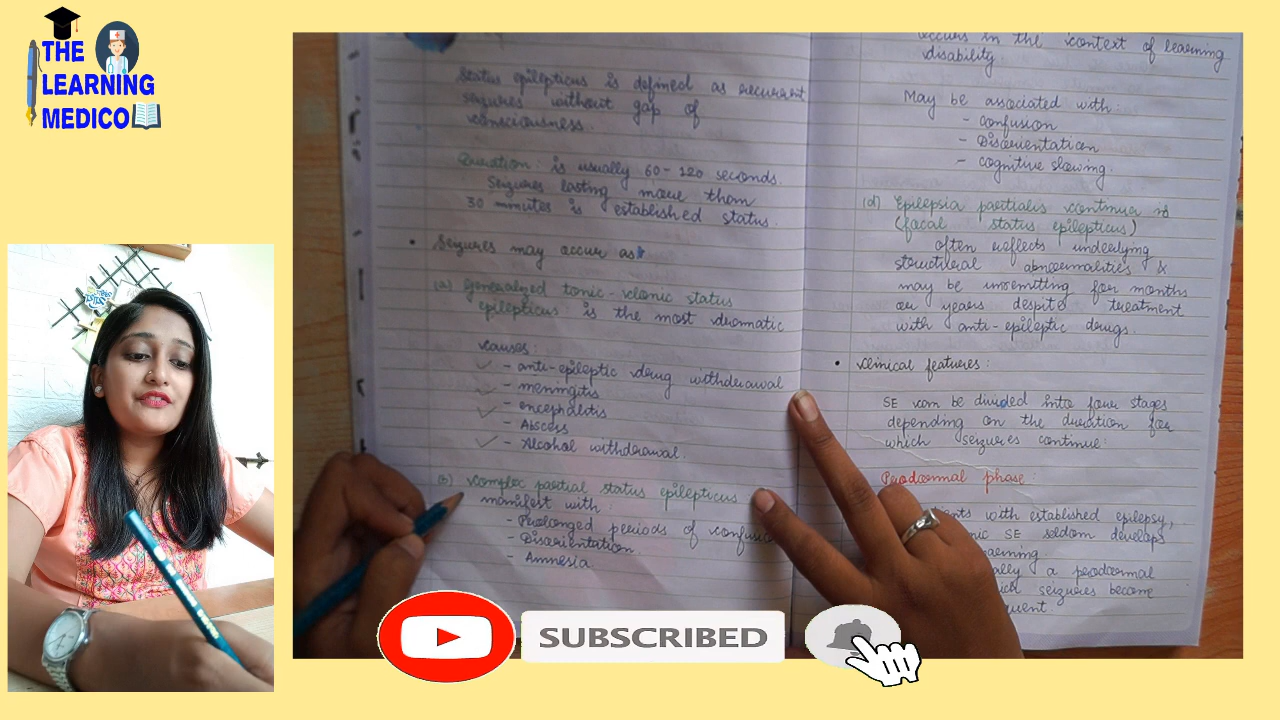 THE
LEARNING
MEDICO
Status epilepticus is defined as recurrent
seizures without gap of
consciousness.
Duration: is usually 60-120 seconds.
Seizures lasting more than
30 minutes is established status.
• Seizures may occur as:
(a) Generalized tonic-clonic status
epilepticus: is the most dramatic
causes:
- anti-epileptic drug withdrawal
- meningitis
- encephalitis
- Abscess
- Alcohol withdrawal.
(b) Complex partial status epilepticus
manifest with:
- Prolonged periods of
- Disorientation
- Amnesia
occurs in the context of learning
disability
May be associated with:
- confusion
- Disorientation
- cognitive slowing.
(d) Epilepsia partialis continua is
(focal status epilepticus)
often reflects underlying
structural abnormalities &
may be unremitting for months
or years despite treatment
with anti-epileptic drugs.
• Clinical features:
SE can be divided into four stages
depending on the duration for
which seizures continue:
Prodromal phase:
with established epilepsy,
SE seldom develops
a prodromal
seizures become
SUBSCRIBED